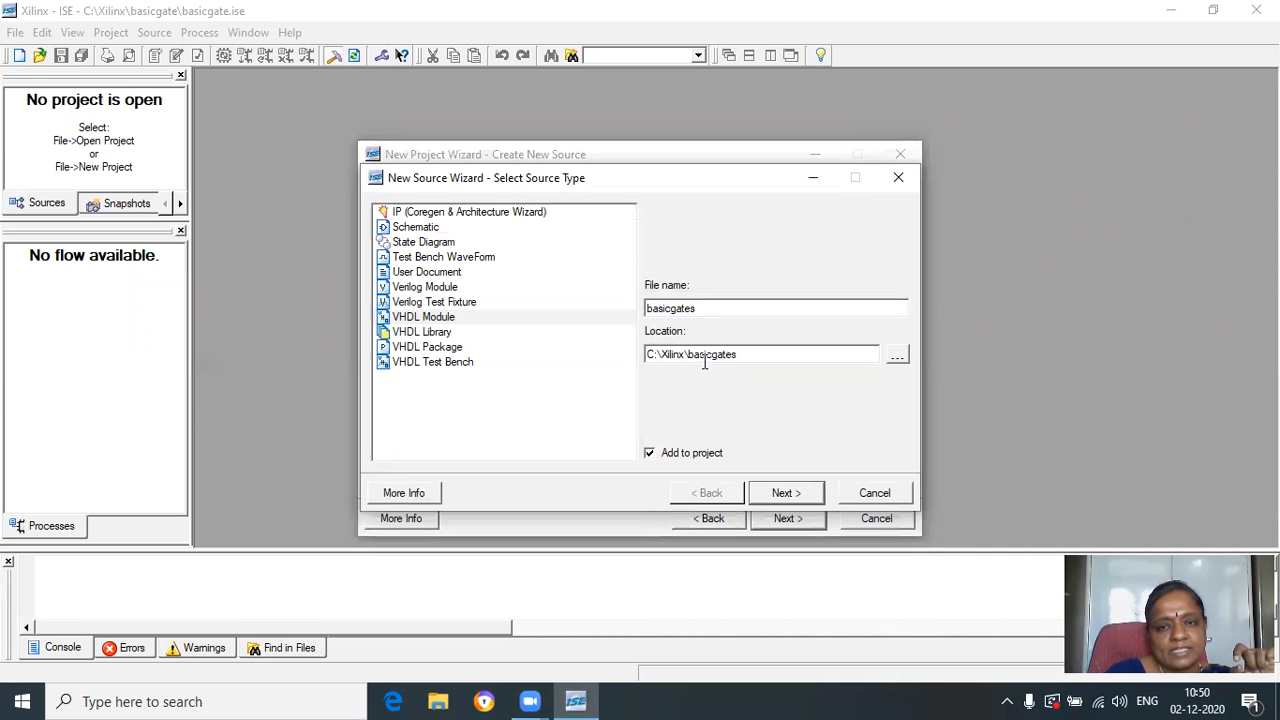 Xilinx - ISE - C:\Xilinx\basicgate\basicgate.ise
File Edit View Project Source Process Window Help
No project is open
Select:
File->Open Project
or
File->New Project
Sources Snapshots
No flow available.
Processes
New Project Wizard - Create New Source
New Source Wizard - Select Source Type
IP (Coregen & Architecture Wizard)
Schematic
State Diagram
Test Bench WaveForm
User Document
Verilog Module
Verilog Test Fixture
VHDL Module
VHDL Library
VHDL Package
VHDL Test Bench
File name:
basicgates
Location:
C:\Xilinx\basicgates
...
Add to project
More Info < Back Next > Cancel
More Info < Back Next > Cancel
Console Errors Warnings Find in Files
Type here to search
ISE
ENG
10:50
02-12-2020
1